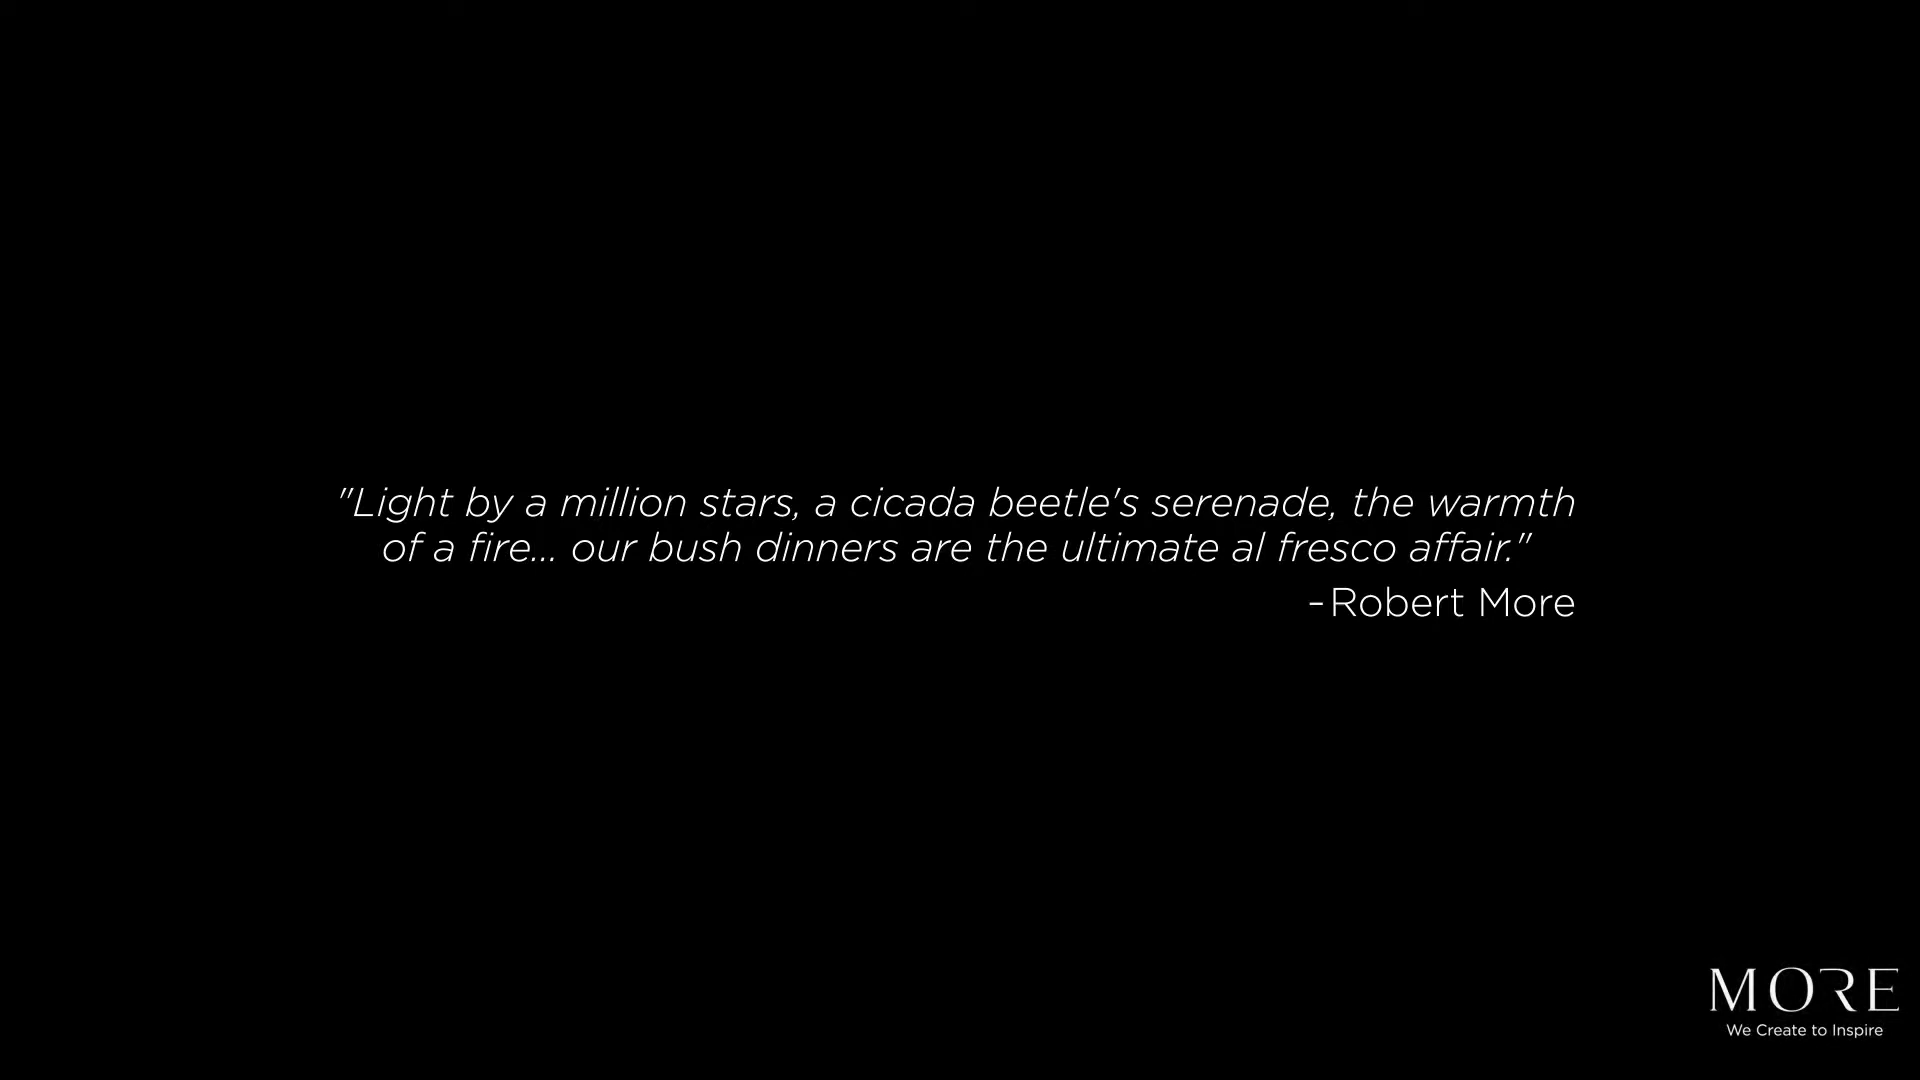 "Light by a million stars, a cicada beetle's serenade, the warmth
of a fire... our bush dinners are the ultimate al fresco affair."
-Robert More
MORE
We Create to Inspire